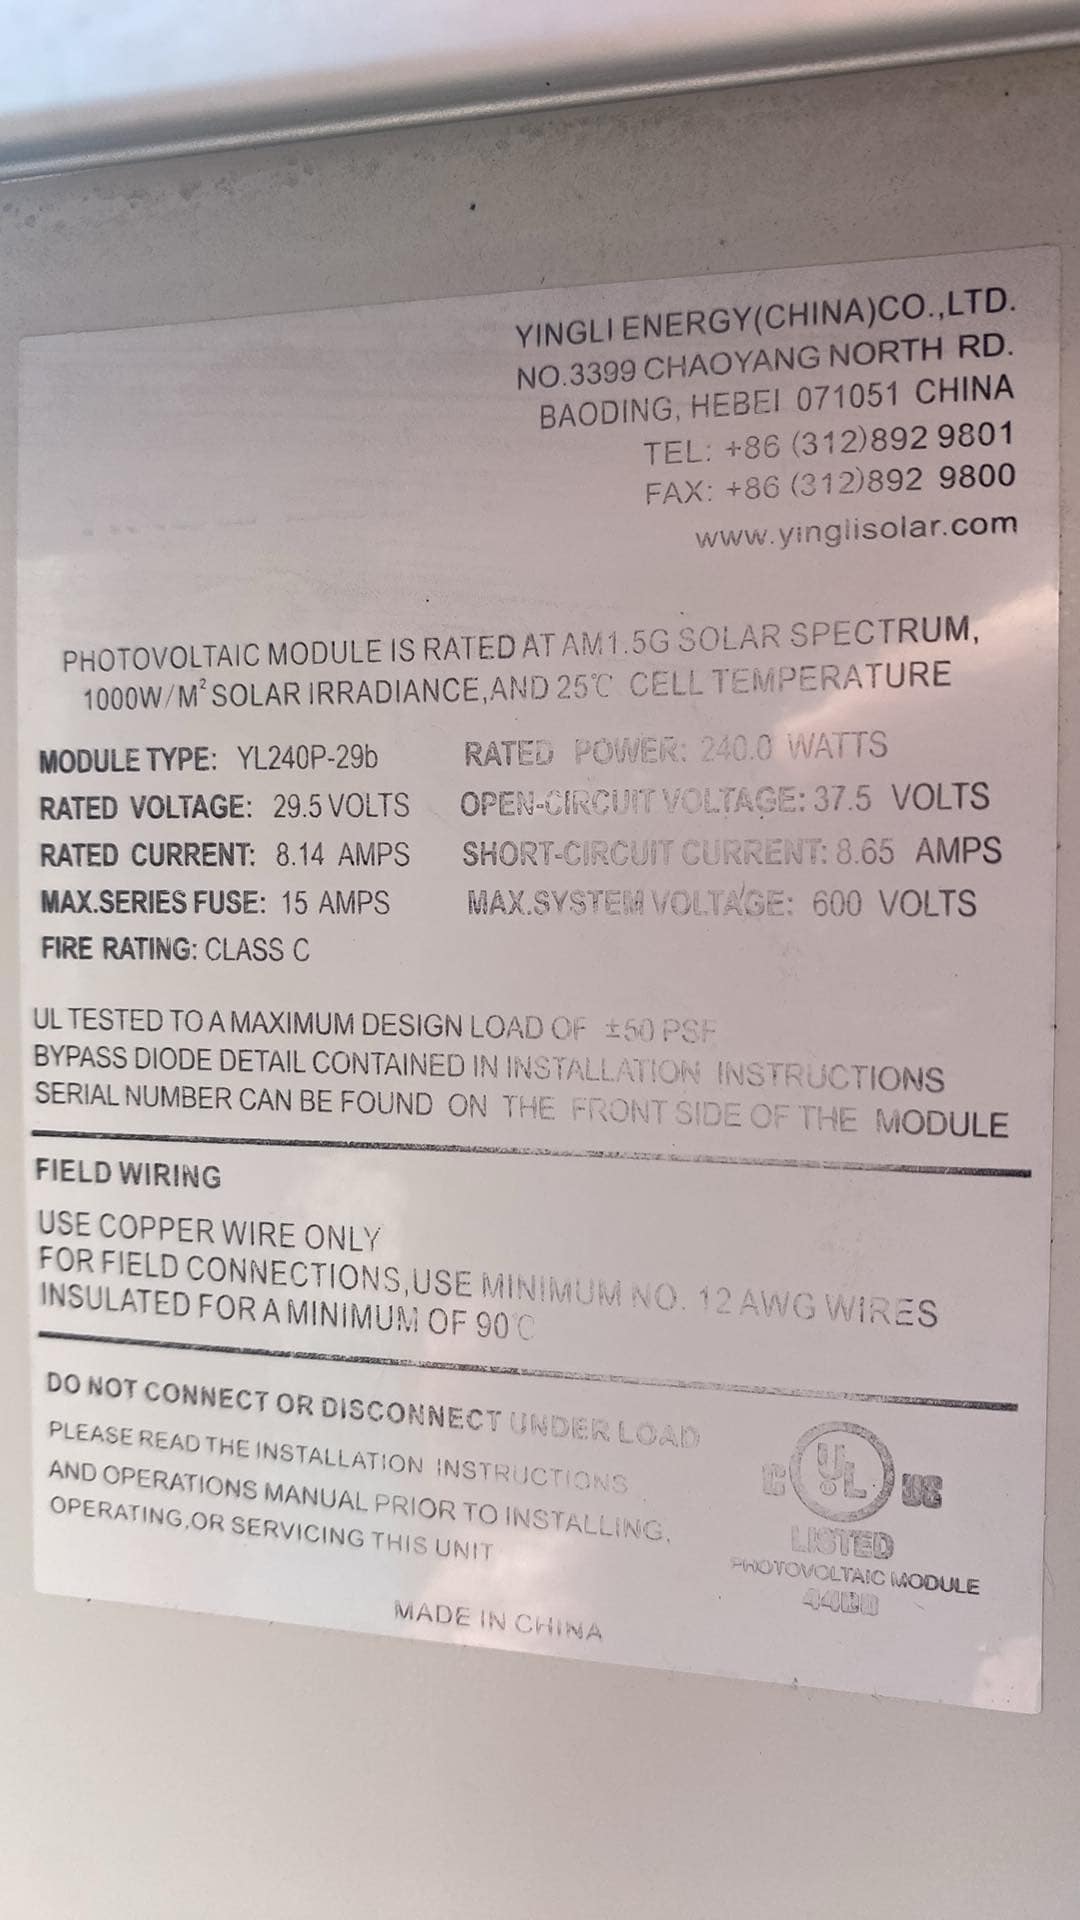 YINGLI ENERGY(CHINA)CO.,LTD.
NO.3399 CHAOYANG NORTH RD.
BAODING, HEBEI 071051 CHINA
TEL: +86 (312)892 9801
FAX: +86 (312)892 9800
www.yinglisolar.com
PHOTOVOLTAIC MODULE IS RATED AT AM1.5G SOLAR SPECTRUM,
1000W/M² SOLAR IRRADIANCE,AND 25℃ CELL TEMPERATURE
MODULE TYPE: YL240P-29b RATED POWER: 240.0 WATTS
RATED VOLTAGE: 29.5 VOLTS OPEN-CIRCUIT VOLTAGE: 37.5 VOLTS
RATED CURRENT: 8.14 AMPS SHORT-CIRCUIT CURRENT: 8.65 AMPS
MAX.SERIES FUSE: 15 AMPS MAX.SYSTEM VOLTAGE: 600 VOLTS
FIRE RATING: CLASS C
UL TESTED TO A MAXIMUM DESIGN LOAD OF ±50 PSF
BYPASS DIODE DETAIL CONTAINED IN INSTALLATION INSTRUCTIONS
SERIAL NUMBER CAN BE FOUND ON THE FRONT SIDE OF THE MODULE
FIELD WIRING
USE COPPER WIRE ONLY
FOR FIELD CONNECTIONS,USE MINIMUM NO. 12 AWG WIRES
INSULATED FOR A MINIMUM OF 90℃
DO NOT CONNECT OR DISCONNECT UNDER LOAD
PLEASE READ THE INSTALLATION INSTRUCTIONS
AND OPERATIONS MANUAL PRIOR TO INSTALLING,
OPERATING,OR SERVICING THIS UNIT
C UL US
LISTED
PHOTOVOLTAIC MODULE
MADE IN CHINA